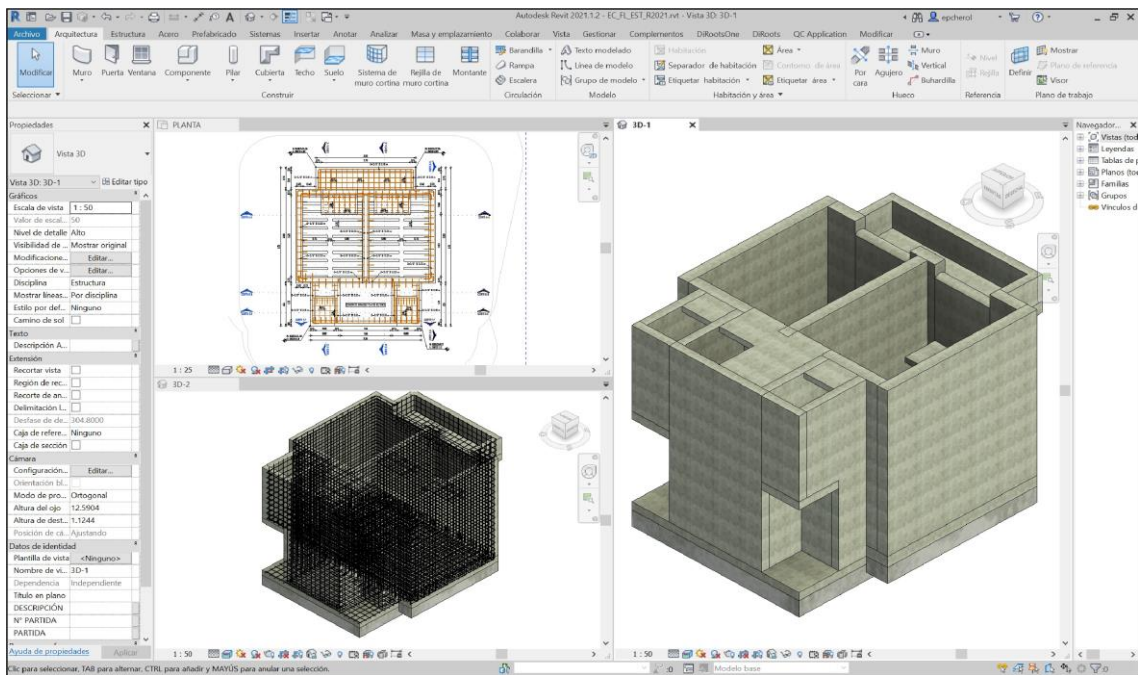 Autodesk Revit 2021.1.2 - EC_FL_EST_R2021.rvt - Vista 3D: 3D-1
epcherol
Archivo Arquitectura Estructura Acero Prefabricado Sistemas Insertar Anotar Analizar Masa y emplazamiento Colaborar Vista Gestionar Complementos DiRootsOne DiRoots QC Application Modificar
Modificar
Muro
Puerta
Ventana
Componente
Pilar
Cubierta
Techo
Suelo
Sistema de muro cortina
Rejilla de muro cortina
Montante
Barandilla
Rampa
Escalera
Texto modelado
Línea de modelo
Grupo de modelo
Habitación
Separador de habitación
Etiquetar habitación
Área
Contorno de área
Etiquetar área
Por cara
Agujero
Muro
Vertical
Buhardilla
Nivel
Rejilla
Definir
Mostrar
Plano de referencia
Visor
Seleccionar
Construir
Circulación
Modelo
Habitación y área
Hueco
Referencia
Plano de trabajo
Propiedades
Vista 3D
Vista 3D: 3D-1
Editar tipo
Gráficos
Escala de vista 1 : 50
Valor de escal... 50
Nivel de detalle Alto
Visibilidad de ... Mostrar original
Modificacione... Editar...
Opciones de v... Editar...
Disciplina Estructura
Mostrar líneas... Por disciplina
Estilo por def... Ninguno
Camino de sol
Texto
Descripción A...
Extensión
Recortar vista
Región de rec...
Recorte de an...
Delimitación l...
Desfase de de... 304.8000
Caja de refere... Ninguno
Caja de sección
Cámara
Configuración... Editar...
Orientación bl...
Modo de pro... Ortogonal
Altura del ojo 12.5904
Altura de dest... 1.1244
Posición de cá... Ajustando
Datos de identidad
Plantilla de vista <Ninguno>
Nombre de vi... 3D-1
Dependencia Independiente
Título en plano
DESCRIPCIÓN
N° PARTIDA
PARTIDA
Ayuda de propiedades
Aplicar
PLANTA
1 : 25
3D-2
1 : 50
3D-1
1 : 50
Navegador...
Vistas (tod
Leyendas
Tablas de p
Planos (to
Familias
Grupos
Vínculos d
Clic para seleccionar, TAB para alternar, CTRL para añadir y MAYÚS para anular una selección.
:0
Modelo base
:0